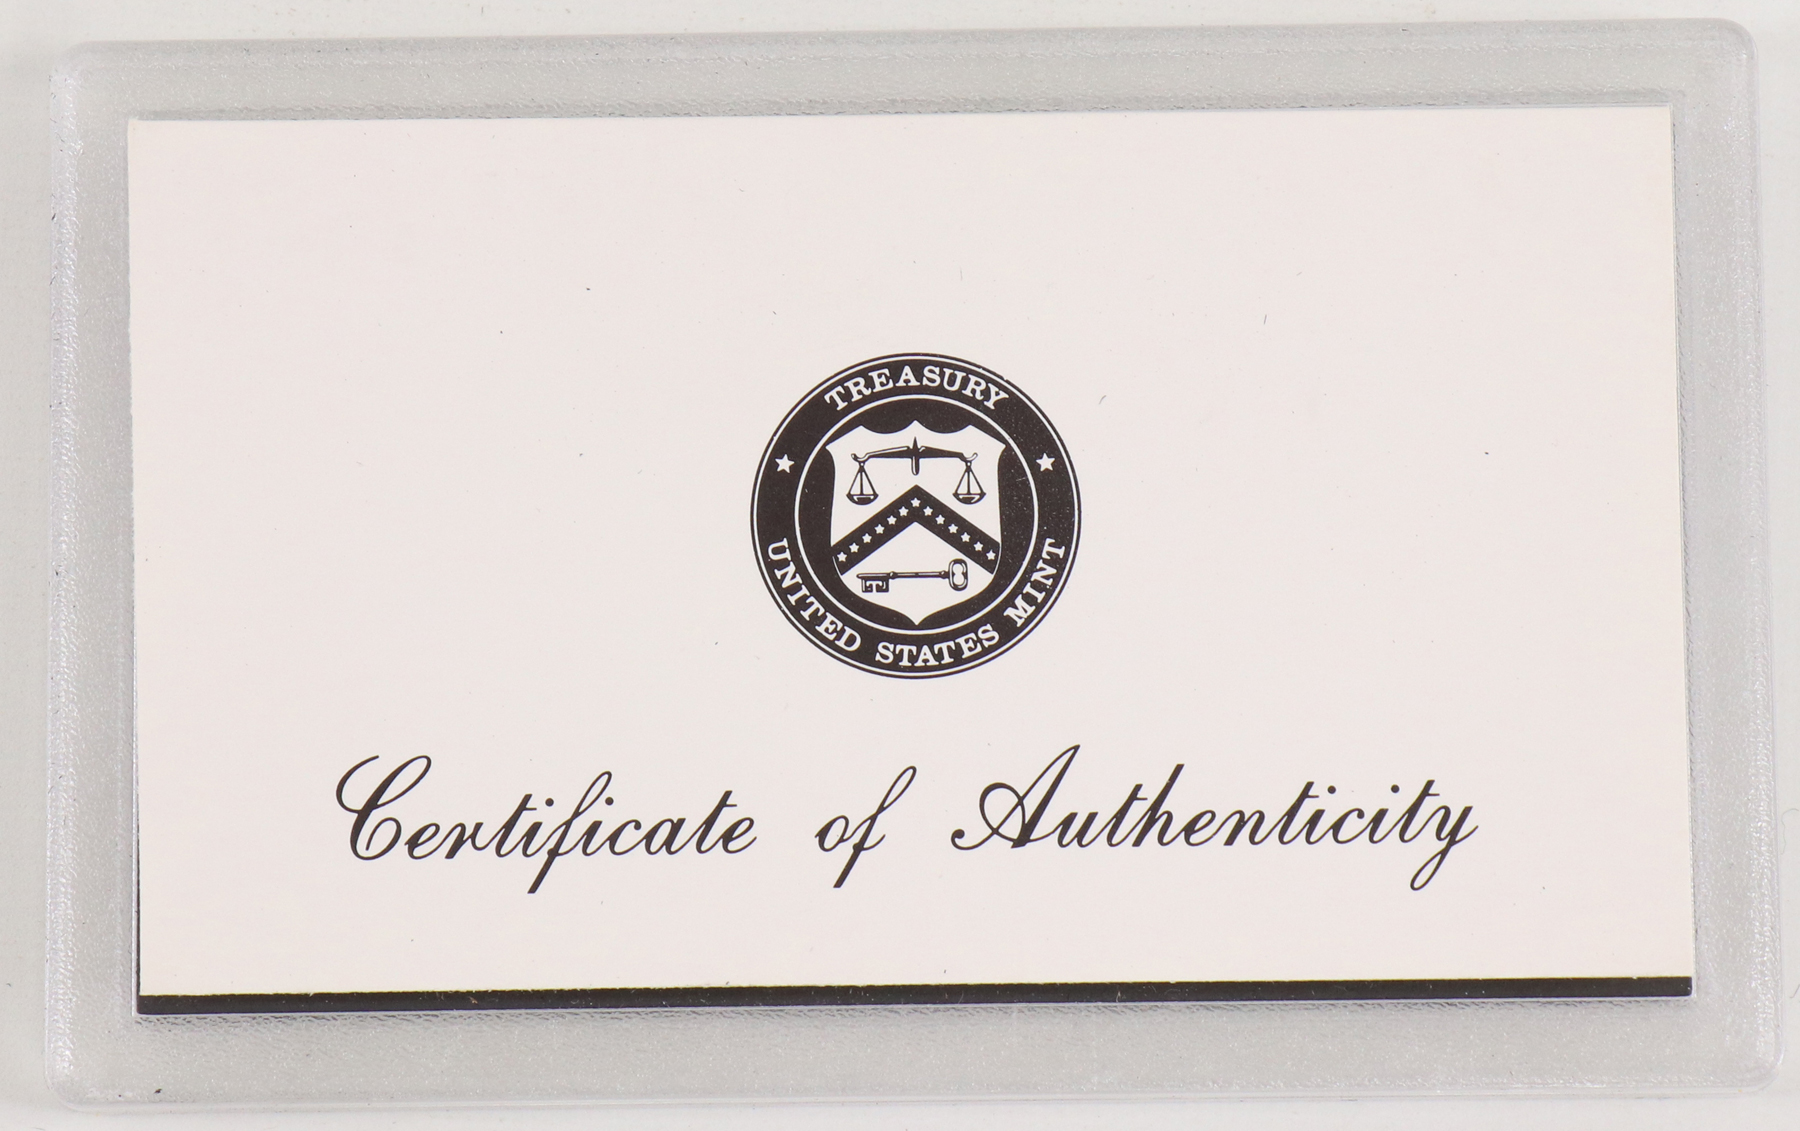 TREASURY
UNITED STATES MINT
T
Certificate of Authenticity